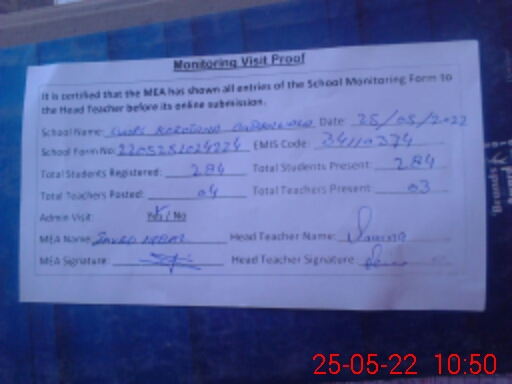 Monitoring Visit Proof
It is certified that the MEA has shown all entries of the School Monitoring Form to
the Head Teacher before its online submission.
School Name: Date: 25/05/2022
School Form No: EMIS Code: 34110374
Total Students Registered: 284 Total Students Present: 284
Total Teachers Posted: 04 Total Teachers Present: 03
Admin Visit: Yes / No
MEA Name: Head Teacher Name:
MEA Signature: Head Teacher Signature
Brands
25-05-22 10:50